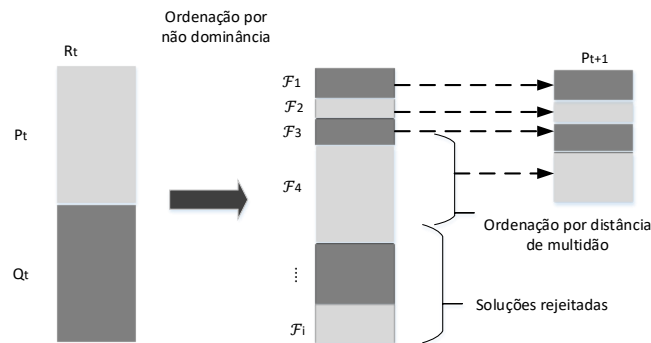 Ordenação por
não dominância
Rt
Pt
Qt
ℱ1
ℱ2
ℱ3
ℱ4
⋮
ℱi
Pt+1
Ordenação por distância
de multidão
Soluções rejeitadas